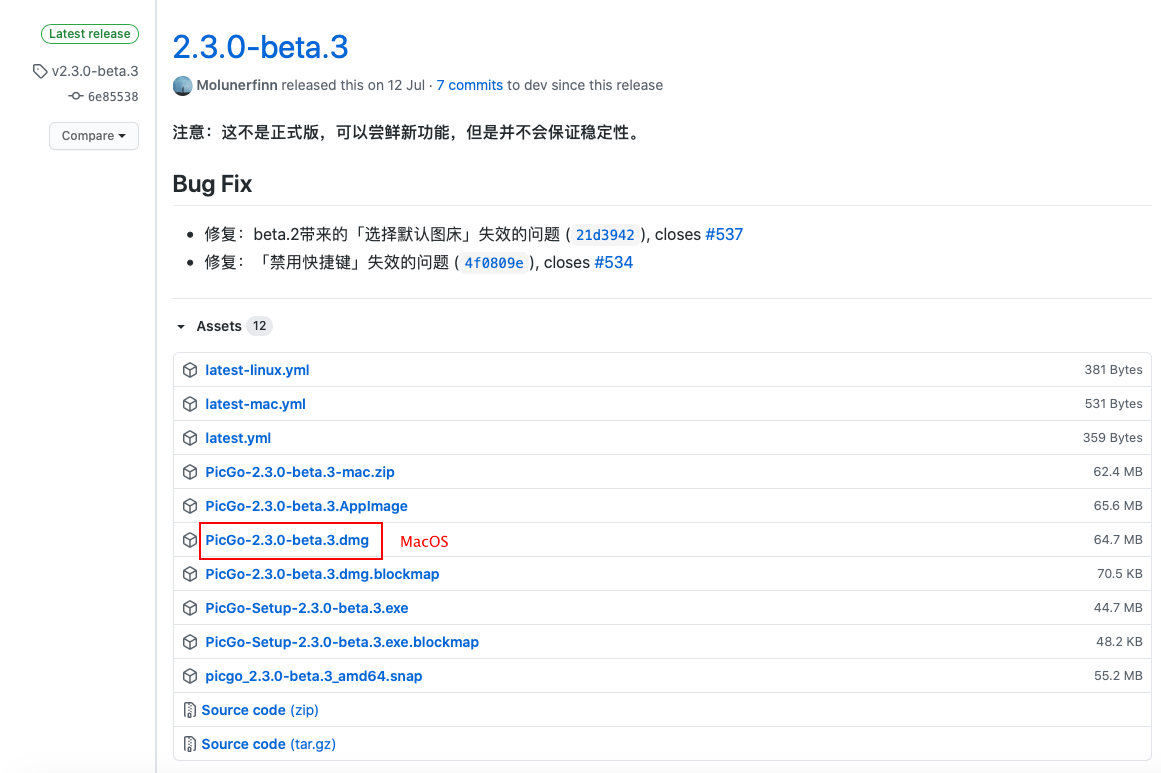 Latest release
v2.3.0-beta.3
6e85538
Compare
2.3.0-beta.3
Molunerfinn released this on 12 Jul · 7 commits to dev since this release
注意：这不是正式版，可以尝鲜新功能，但是并不会保证稳定性。
Bug Fix
修复：beta.2带来的「选择默认图床」失效的问题 ( 21d3942 ), closes #537
修复：「禁用快捷键」失效的问题 ( 4f0809e ), closes #534
Assets 12
latest-linux.yml 381 Bytes
latest-mac.yml 531 Bytes
latest.yml 359 Bytes
PicGo-2.3.0-beta.3-mac.zip 62.4 MB
PicGo-2.3.0-beta.3.AppImage 65.6 MB
PicGo-2.3.0-beta.3.dmg MacOS 64.7 MB
PicGo-2.3.0-beta.3.dmg.blockmap 70.5 KB
PicGo-Setup-2.3.0-beta.3.exe 44.7 MB
PicGo-Setup-2.3.0-beta.3.exe.blockmap 48.2 KB
picgo_2.3.0-beta.3_amd64.snap 55.2 MB
Source code (zip)
Source code (tar.gz)